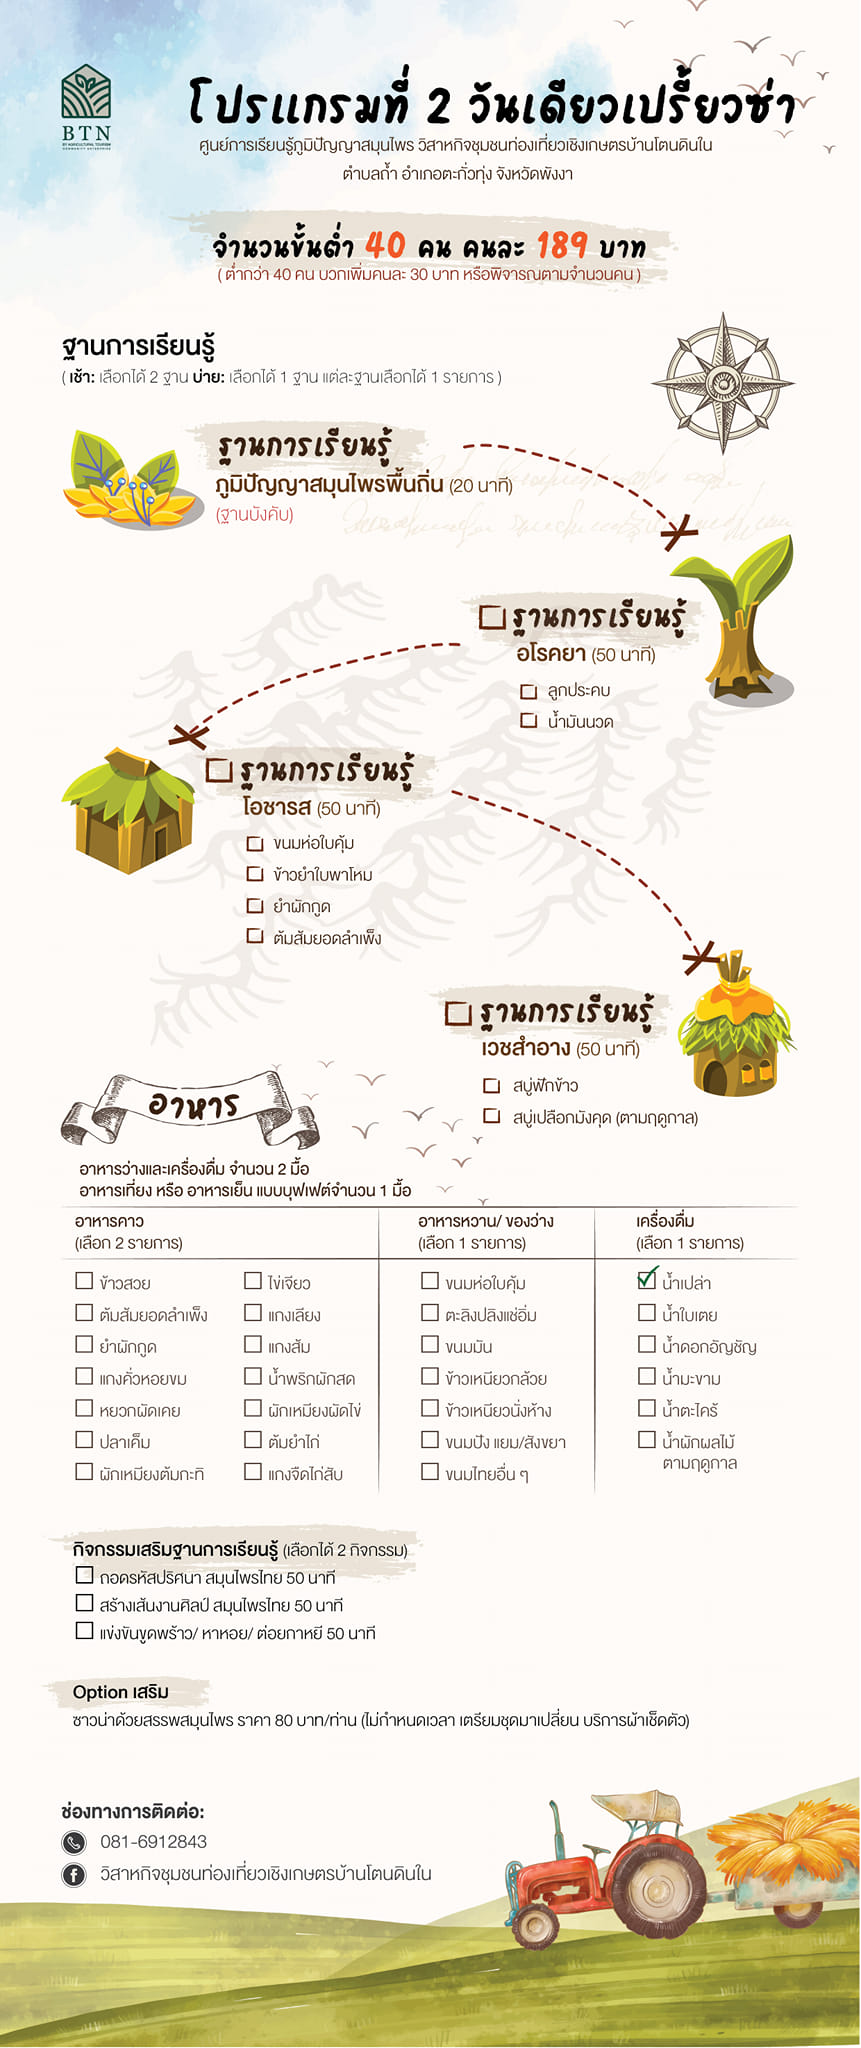 BTN
BY AGRICULTURAL TOURISM
COMMUNITY ENTERPRISE
โปรแกรมที่ 2 วันเดียวเปรี้ยวซ่า
ศูนย์การเรียนรู้ภูมิปัญญาสมุนไพร วิสาหกิจชุมชนท่องเที่ยวเชิงเกษตรบ้านโตนดินใน
ตำบลถ้ำ อำเภอตะกั่วทุ่ง จังหวัดพังงา
จำนวนขั้นต่ำ 40 คน คนละ 189 บาท
( ต่ำกว่า 40 คน บวกเพิ่มคนละ 30 บาท หรือพิจารณตามจำนวนคน )
ฐานการเรียนรู้
( เช้า: เลือกได้ 2 ฐาน บ่าย: เลือกได้ 1 ฐาน แต่ละฐานเลือกได้ 1 รายการ )
ฐานการเรียนรู้
ภูมิปัญญาสมุนไพรพื้นถิ่น (20 นาที)
(ฐานบังคับ)
ฐานการเรียนรู้
อโรคยา (50 นาที)
ลูกประคบ
น้ำมันนวด
ฐานการเรียนรู้
โอชารส (50 นาที)
ขนมห่อใบคุ้ม
ข้าวยำใบพาโหม
ยำผักกูด
ต้มส้มยอดลำเพ็ง
ฐานการเรียนรู้
เวชสำอาง (50 นาที)
สบู่ฟักข้าว
สบู่เปลือกมังคุด (ตามฤดูกาล)
อาหาร
อาหารว่างและเครื่องดื่ม จำนวน 2 มื้อ
อาหารเที่ยง หรือ อาหารเย็น แบบบุฟเฟต์จำนวน 1 มื้อ
อาหารคาว
(เลือก 2 รายการ)
ข้าวสวย
ต้มส้มยอดลำเพ็ง
ยำผักกูด
แกงคั่วหอยขม
หยวกผัดเคย
ปลาเค็ม
ผักเหมียงต้มกะทิ
ไข่เจียว
แกงเลียง
แกงส้ม
น้ำพริกผักสด
ผักเหมียงผัดไข่
ต้มยำไก่
แกงจืดไก่สับ
อาหารหวาน/ ของว่าง
(เลือก 1 รายการ)
ขนมห่อใบคุ้ม
ตะลิงปลิงแช่อิ่ม
ขนมมัน
ข้าวเหนียวกล้วย
ข้าวเหนียวนั่งห้าง
ขนมปัง แยม/สังขยา
ขนมไทยอื่น ๆ
เครื่องดื่ม
(เลือก 1 รายการ)
น้ำเปล่า
น้ำใบเตย
น้ำดอกอัญชัญ
น้ำมะขาม
น้ำตะไคร้
น้ำผักผลไม้
ตามฤดูกาล
กิจกรรมเสริมฐานการเรียนรู้ (เลือกได้ 2 กิจกรรม)
ถอดรหัสปริศนา สมุนไพรไทย 50 นาที
สร้างเส้นงานศิลป์ สมุนไพรไทย 50 นาที
แข่งขันขูดพร้าว/ หาหอย/ ต่อยกาหยี 50 นาที
Option เสริม
ซาวน่าด้วยสรรพสมุนไพร ราคา 80 บาท/ท่าน (ไม่กำหนดเวลา เตรียมชุดมาเปลี่ยน บริการผ้าเช็ดตัว)
ช่องทางการติดต่อ:
081-6912843
วิสาหกิจชุมชนท่องเที่ยวเชิงเกษตรบ้านโตนดินใน